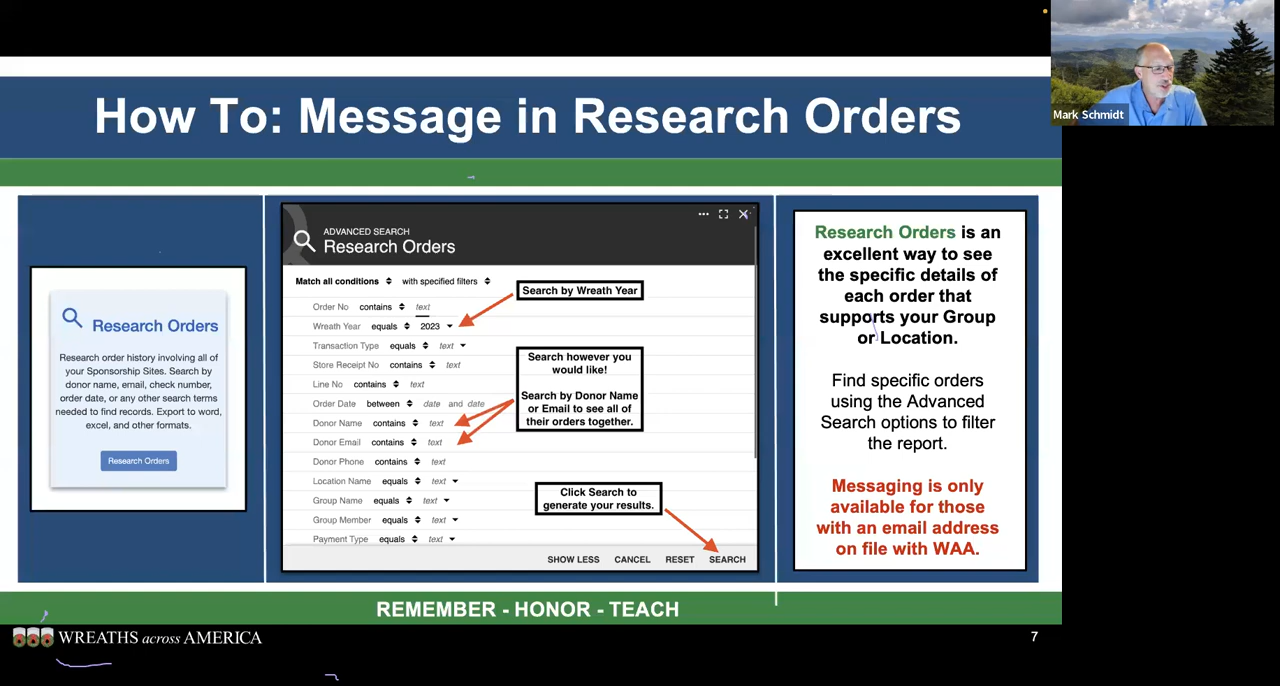 Mark Schmidt
How To: Message in Research Orders
Research Orders
Research order history involving all of
your Sponsorship Sites. Search by
donor name, email, check number,
order date, or any other search terms
needed to find records. Export to word,
excel, and other formats.
Research Orders
ADVANCED SEARCH
Research Orders
Match all conditions with specified filters
Order No contains text
Wreath Year equals 2023
Transaction Type equals text
Store Receipt No contains text
Line No contains text
Order Date between date and date
Donor Name contains text
Donor Email contains text
Donor Phone contains text
Location Name equals text
Group Name equals text
Group Member equals text
Payment Type equals text
SHOW LESS CANCEL RESET SEARCH
Search by Wreath Year
Search however you
would like!
Search by Donor Name
or Email to see all of
their orders together.
Click Search to
generate your results.
Research Orders is an
excellent way to see
the specific details of
each order that
supports your Group
or Location.
Find specific orders
using the Advanced
Search options to filter
the report.
Messaging is only
available for those
with an email address
on file with WAA.
REMEMBER - HONOR - TEACH
WREATHS across AMERICA
7